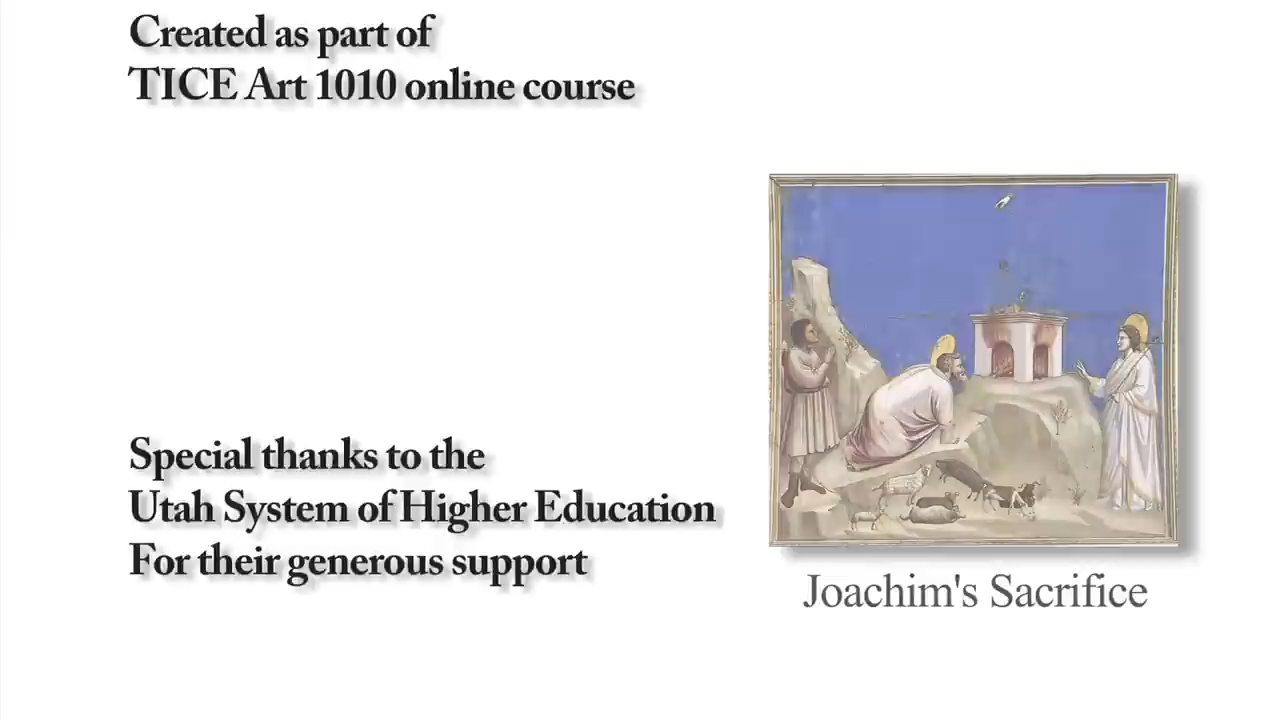 Created as part of
TICE Art 1010 online course
Special thanks to the
Utah System of Higher Education
For their generous support
Joachim's Sacrifice